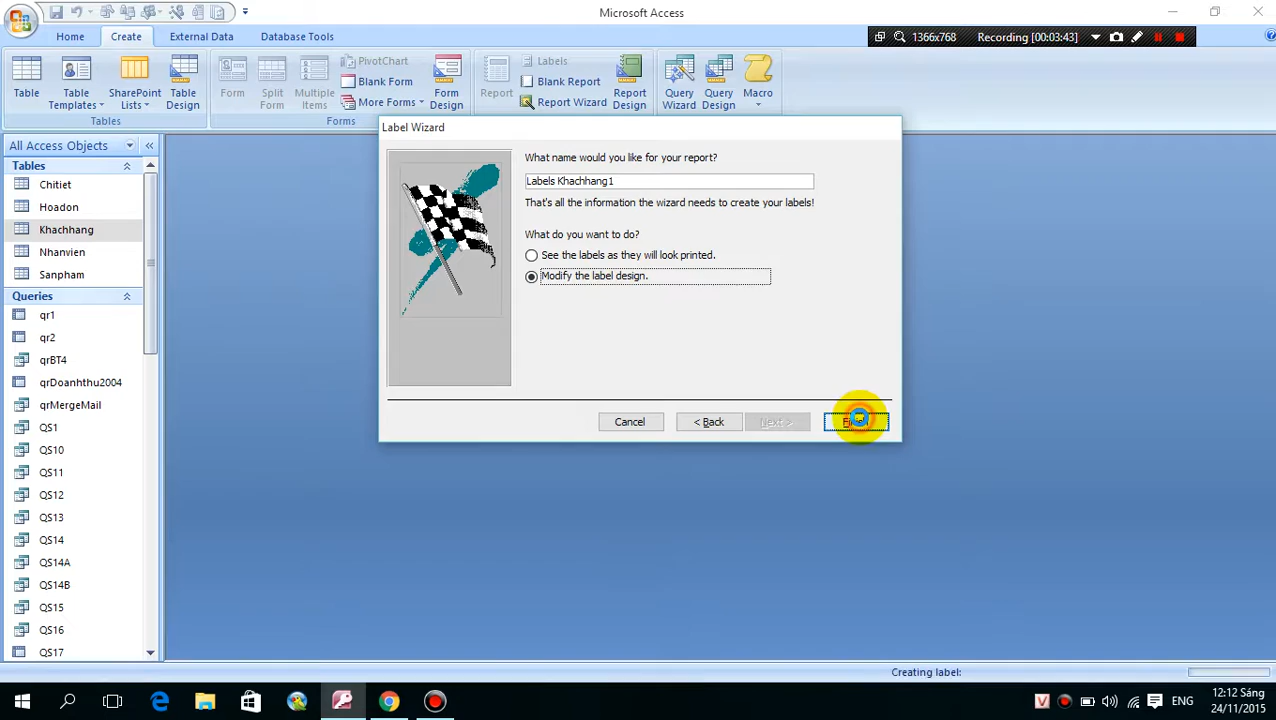 Microsoft Access
Home Create External Data Database Tools
1366x768 Recording [00:03:43]
Table
Table Templates
SharePoint Lists
Table Design
Tables
Form
Split Form
Multiple Items
PivotChart
Blank Form
More Forms
Form Design
Forms
Report
Labels
Blank Report
Report Wizard
Report Design
Query Wizard
Query Design
Macro
All Access Objects
Tables
Chitiet
Hoadon
Khachhang
Nhanvien
Sanpham
Queries
qr1
qr2
qrBT4
qrDoanhthu2004
qrMergeMail
QS1
QS10
QS11
QS12
QS13
QS14
QS14A
QS14B
QS15
QS16
QS17
Label Wizard
What name would you like for your report?
Labels Khachhang1
That's all the information the wizard needs to create your labels!
What do you want to do?
See the labels as they will look printed.
Modify the label design.
Cancel < Back Next >
Creating label:
ENG
12:12 Sáng
24/11/2015